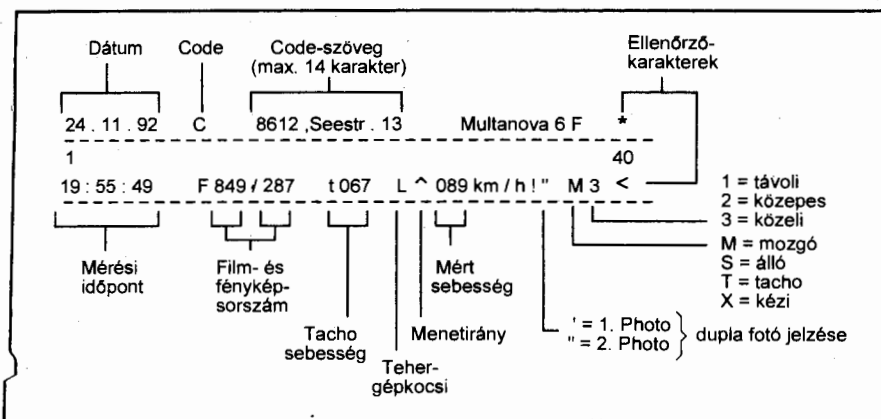 Dátum
Code
Code-szöveg
(max. 14 karakter)
Ellenőrző-
karakterek
24 . 11 . 92 C 8612 ,Seestr . 13 Multanova 6 F *
1 40
19 : 55 : 49 F 849 / 287 t 067 L ^ 089 km / h ! " M 3 <
1 = távoli
2 = közepes
3 = közeli
M = mozgó
S = álló
T = tacho
X = kézi
Mérési
időpont
Film- és
fénykép-
sorszám
Tacho
sebesség
Teher-
gépkocsi
Menetirány
Mért
sebesség
' = 1. Photo
" = 2. Photo
dupla fotó jelzése